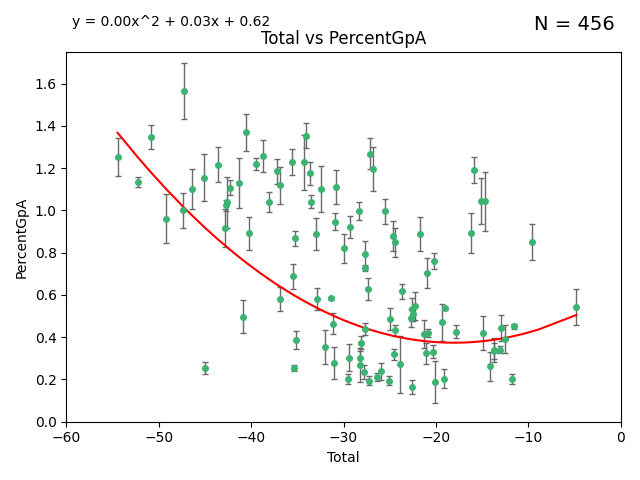 y = 0.00x^2 + 0.03x + 0.62
N = 456
Total vs PercentGpA
PercentGpA
1.6
1.4
1.2
1.0
0.8
0.6
0.4
0.2
0.0
−60 −50 −40 −30 −20 −10 0
Total